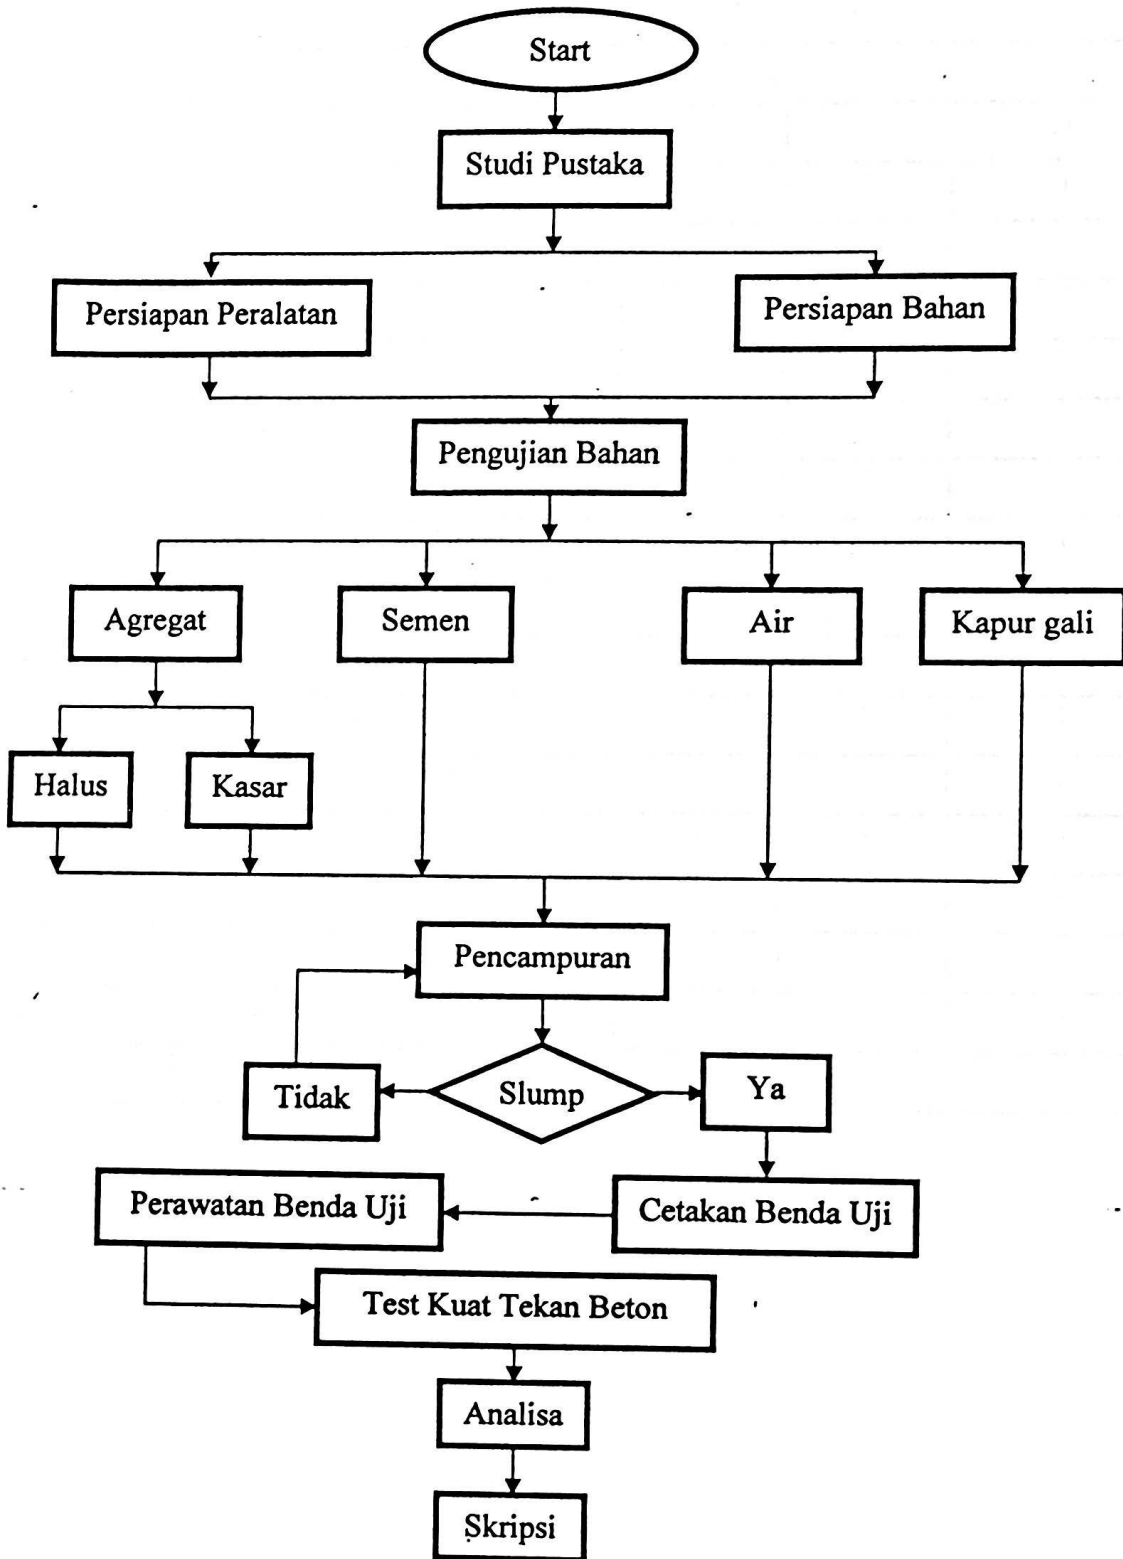 Start
Studi Pustaka
Persiapan Peralatan
Persiapan Bahan
Pengujian Bahan
Agregat
Semen
Air
Kapur gali
Halus
Kasar
Pencampuran
Tidak
Slump
Ya
Perawatan Benda Uji
Cetakan Benda Uji
Test Kuat Tekan Beton
Analisa
Skripsi